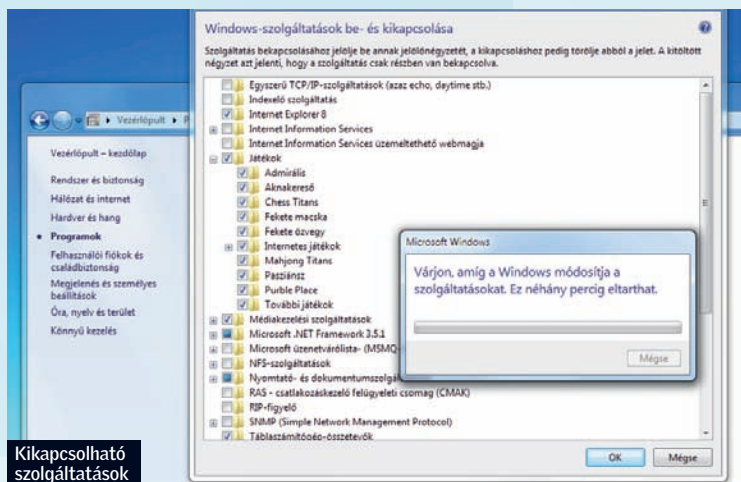 Windows-szolgáltatások be- és kikapcsolása
Szolgáltatás bekapcsolásához jelölje be annak jelölőnégyzetét, a kikapcsoláshoz pedig törölje abból a jelet. A kitöltött
négyzet azt jelenti, hogy a szolgáltatás csak részben van bekapcsolva.
Egyszerű TCP/IP-szolgáltatások (azaz echo, daytime stb.)
Indexelő szolgáltatás
Internet Explorer 8
Internet Information Services
Internet Information Services üzemeltethető webmagja
Játékok
Admirális
Aknakereső
Chess Titans
Fekete macska
Fekete özvegy
Internetes játékok
Mahjong Titans
Pasziánsz
Purble Place
További játékok
Médiakezelési szolgáltatások
Microsoft .NET Framework 3.5.1
Microsoft üzenetvárólista- (MSMQ-
NFS-szolgáltatások
Nyomtató- és dokumentumszolgál
RAS - csatlakozáskezelő felügyeleti csomag (CMAK)
RIP-figyelő
SNMP (Simple Network Management Protocol)
Táblaszámítógép-összetevők
OK
Mégse
Vezérlőpult
P
Vezérlőpult – kezdőlap
Rendszer és biztonság
Hálózat és internet
Hardver és hang
Programok
Felhasználói fiókok és
családbiztonság
Megjelenés és személyes
beállítások
Óra, nyelv és terület
Könnyű kezelés
Microsoft Windows
Várjon, amíg a Windows módosítja a
szolgáltatásokat. Ez néhány percig eltarthat.
Mégse
Kikapcsolható
szolgáltatások